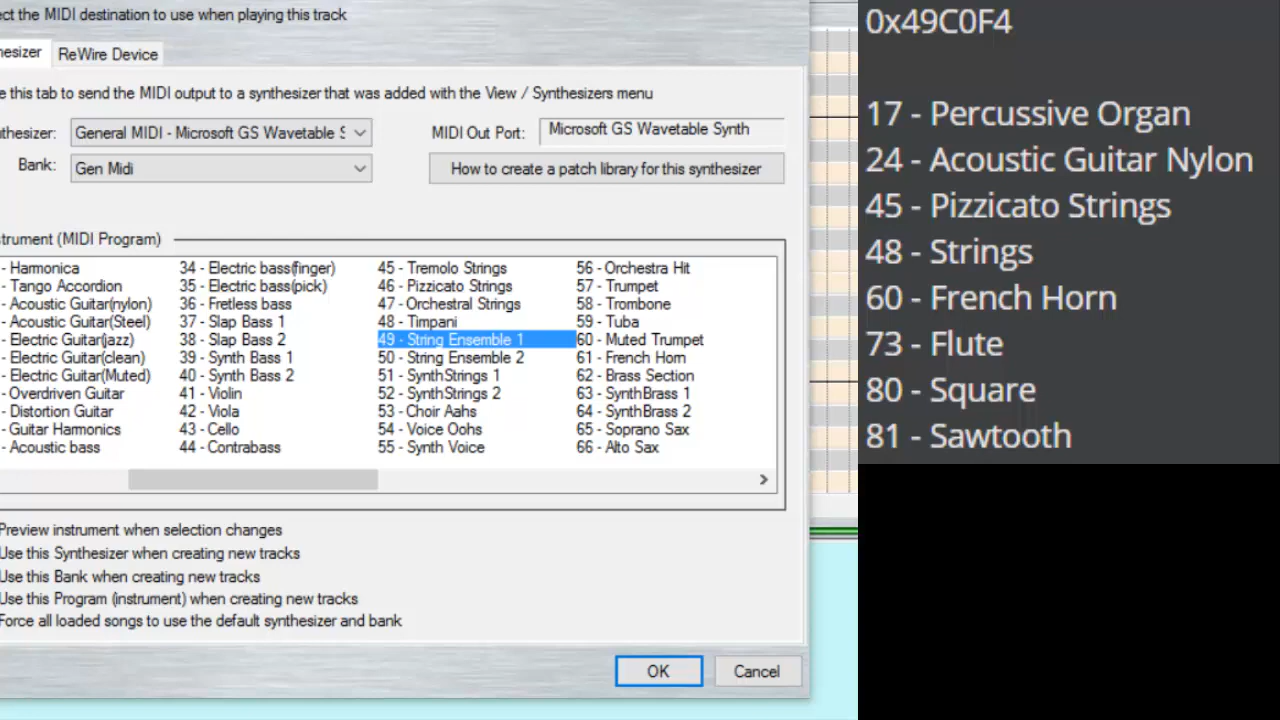 ect the MIDI destination to use when playing this track
hesizer ReWire Device
e this tab to send the MIDI output to a synthesizer that was added with the View / Synthesizers menu
nthesizer: General MIDI - Microsoft GS Wavetable S MIDI Out Port: Microsoft GS Wavetable Synth
Bank: Gen Midi How to create a patch library for this synthesizer
strument (MIDI Program)
- Harmonica 34 - Electric bass(finger) 45 - Tremolo Strings 56 - Orchestra Hit
- Tango Accordion 35 - Electric bass(pick) 46 - Pizzicato Strings 57 - Trumpet
- Acoustic Guitar(nylon) 36 - Fretless bass 47 - Orchestral Strings 58 - Trombone
- Acoustic Guitar(Steel) 37 - Slap Bass 1 48 - Timpani 59 - Tuba
- Electric Guitar(jazz) 38 - Slap Bass 2 49 - String Ensemble 1 60 - Muted Trumpet
- Electric Guitar(clean) 39 - Synth Bass 1 50 - String Ensemble 2 61 - French Horn
- Electric Guitar(Muted) 40 - Synth Bass 2 51 - SynthStrings 1 62 - Brass Section
- Overdriven Guitar 41 - Violin 52 - SynthStrings 2 63 - SynthBrass 1
- Distortion Guitar 42 - Viola 53 - Choir Aahs 64 - SynthBrass 2
- Guitar Harmonics 43 - Cello 54 - Voice Oohs 65 - Soprano Sax
- Acoustic bass 44 - Contrabass 55 - Synth Voice 66 - Alto Sax
Preview instrument when selection changes
Use this Synthesizer when creating new tracks
Use this Bank when creating new tracks
Use this Program (instrument) when creating new tracks
Force all loaded songs to use the default synthesizer and bank
OK Cancel
0x49C0F4
17 - Percussive Organ
24 - Acoustic Guitar Nylon
45 - Pizzicato Strings
48 - Strings
60 - French Horn
73 - Flute
80 - Square
81 - Sawtooth